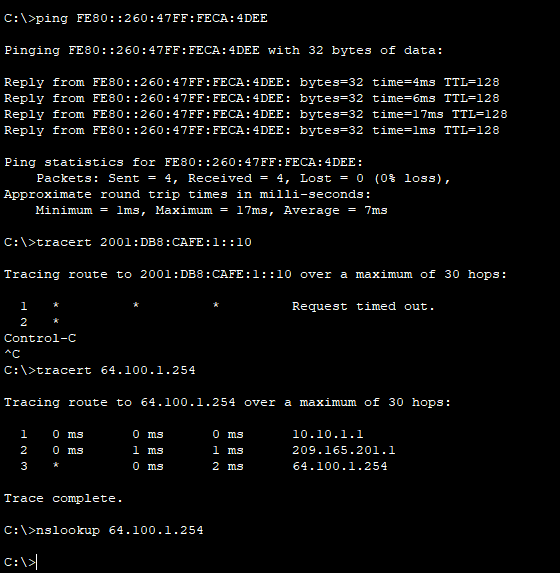 C:\>ping FE80::260:47FF:FECA:4DEE
Pinging FE80::260:47FF:FECA:4DEE with 32 bytes of data:
Reply from FE80::260:47FF:FECA:4DEE: bytes=32 time=4ms TTL=128
Reply from FE80::260:47FF:FECA:4DEE: bytes=32 time=6ms TTL=128
Reply from FE80::260:47FF:FECA:4DEE: bytes=32 time=17ms TTL=128
Reply from FE80::260:47FF:FECA:4DEE: bytes=32 time=1ms TTL=128
Ping statistics for FE80::260:47FF:FECA:4DEE:
Packets: Sent = 4, Received = 4, Lost = 0 (0% loss),
Approximate round trip times in milli-seconds:
Minimum = 1ms, Maximum = 17ms, Average = 7ms
C:\>tracert 2001:DB8:CAFE:1::10
Tracing route to 2001:DB8:CAFE:1::10 over a maximum of 30 hops:
1 * * * Request timed out.
2 *
Control-C
^C
C:\>tracert 64.100.1.254
Tracing route to 64.100.1.254 over a maximum of 30 hops:
1 0 ms 0 ms 0 ms 10.10.1.1
2 0 ms 1 ms 1 ms 209.165.201.1
3 * 0 ms 2 ms 64.100.1.254
Trace complete.
C:\>nslookup 64.100.1.254
C:\>